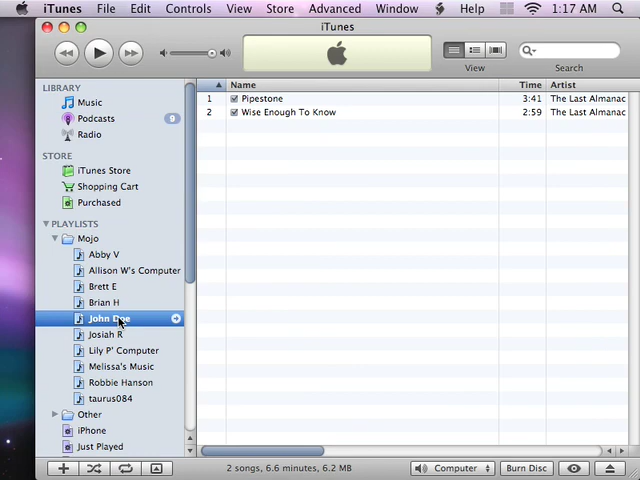 iTunes File Edit Controls View Store Advanced Window Help 1:17 AM
iTunes
View Search
LIBRARY
Music
Podcasts 9
Radio
STORE
iTunes Store
Shopping Cart
Purchased
PLAYLISTS
Mojo
Abby V
Allison W's Computer
Brett E
Brian H
John Doe
Josiah R
Lily P' Computer
Melissa's Music
Robbie Hanson
taurus084
Other
iPhone
Just Played
Name Time Artist
1 Pipestone 3:41 The Last Almanac
2 Wise Enough To Know 2:59 The Last Almanac
2 songs, 6.6 minutes, 6.2 MB Computer Burn Disc